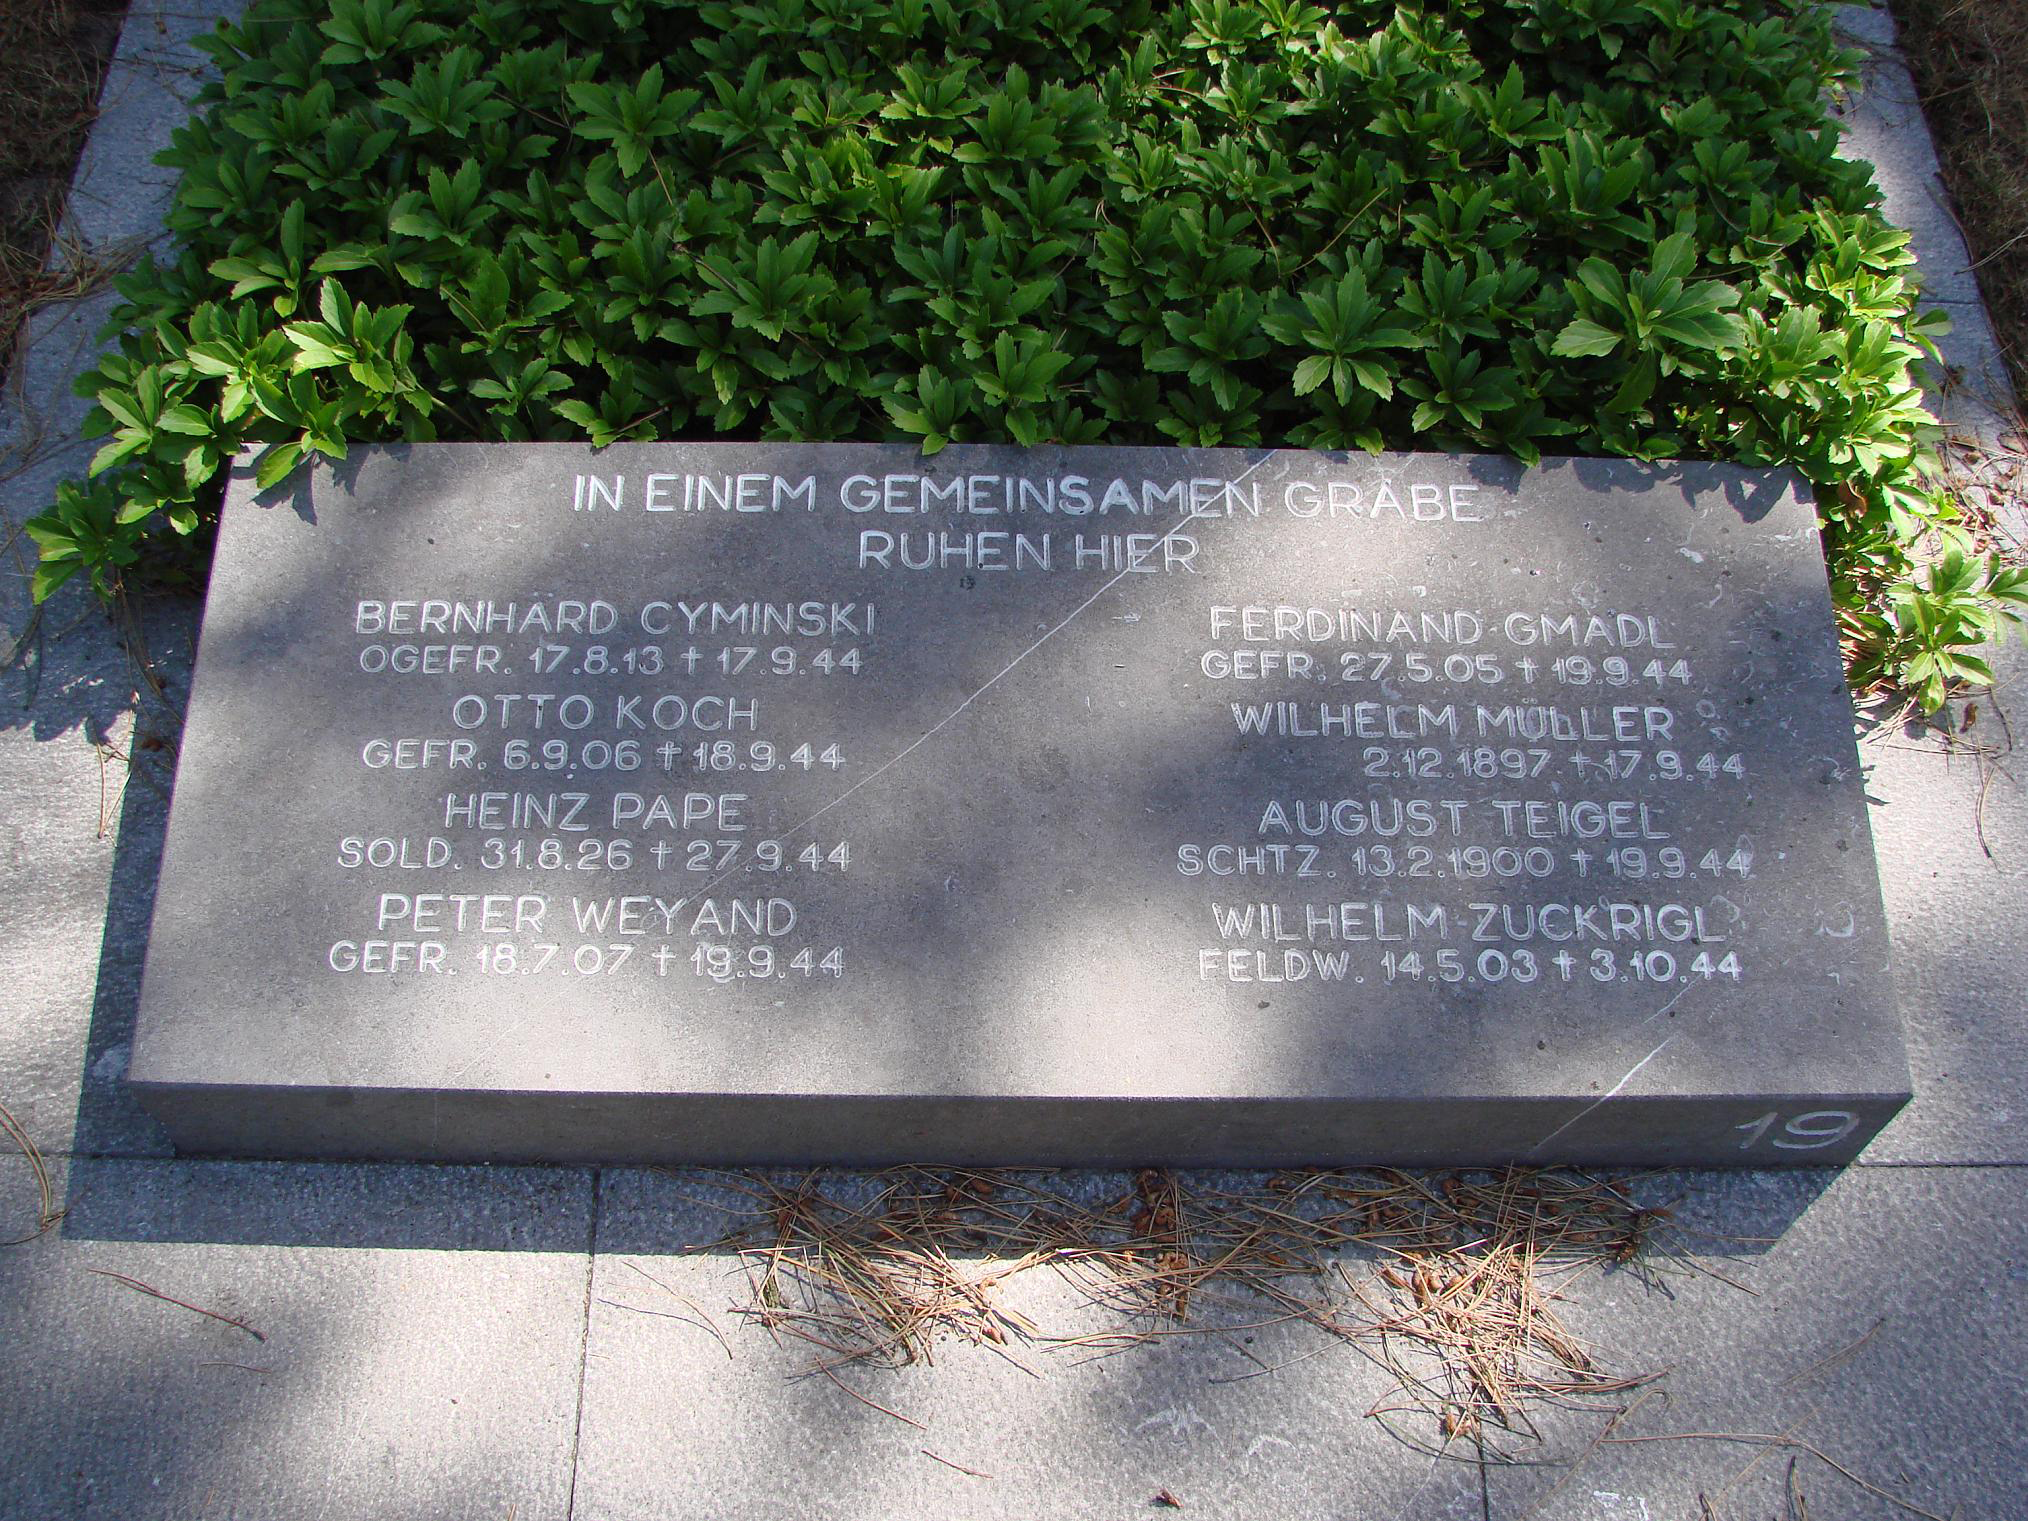 IN EINEM GEMEINSAMEN GRABE
RUHEN HIER
BERNHARD CYMINSKI
OGEFR. 17.8.13 † 17.9.44
OTTO KOCH
GEFR. 6.9.06 † 18.9.44
HEINZ PAPE
SOLD. 31.8.26 † 27.9.44
PETER WEYAND
GEFR. 18.7.07 † 19.9.44
FERDINAND GMADL
GEFR. 27.5.05 † 19.9.44
WILHELM MÜLLER
2.12.1897 † 17.9.44
AUGUST TEIGEL
SCHTZ. 13.2.1900 † 19.9.44
WILHELM ZUCKRIGL
FELDW. 14.5.03 † 3.10.44
19